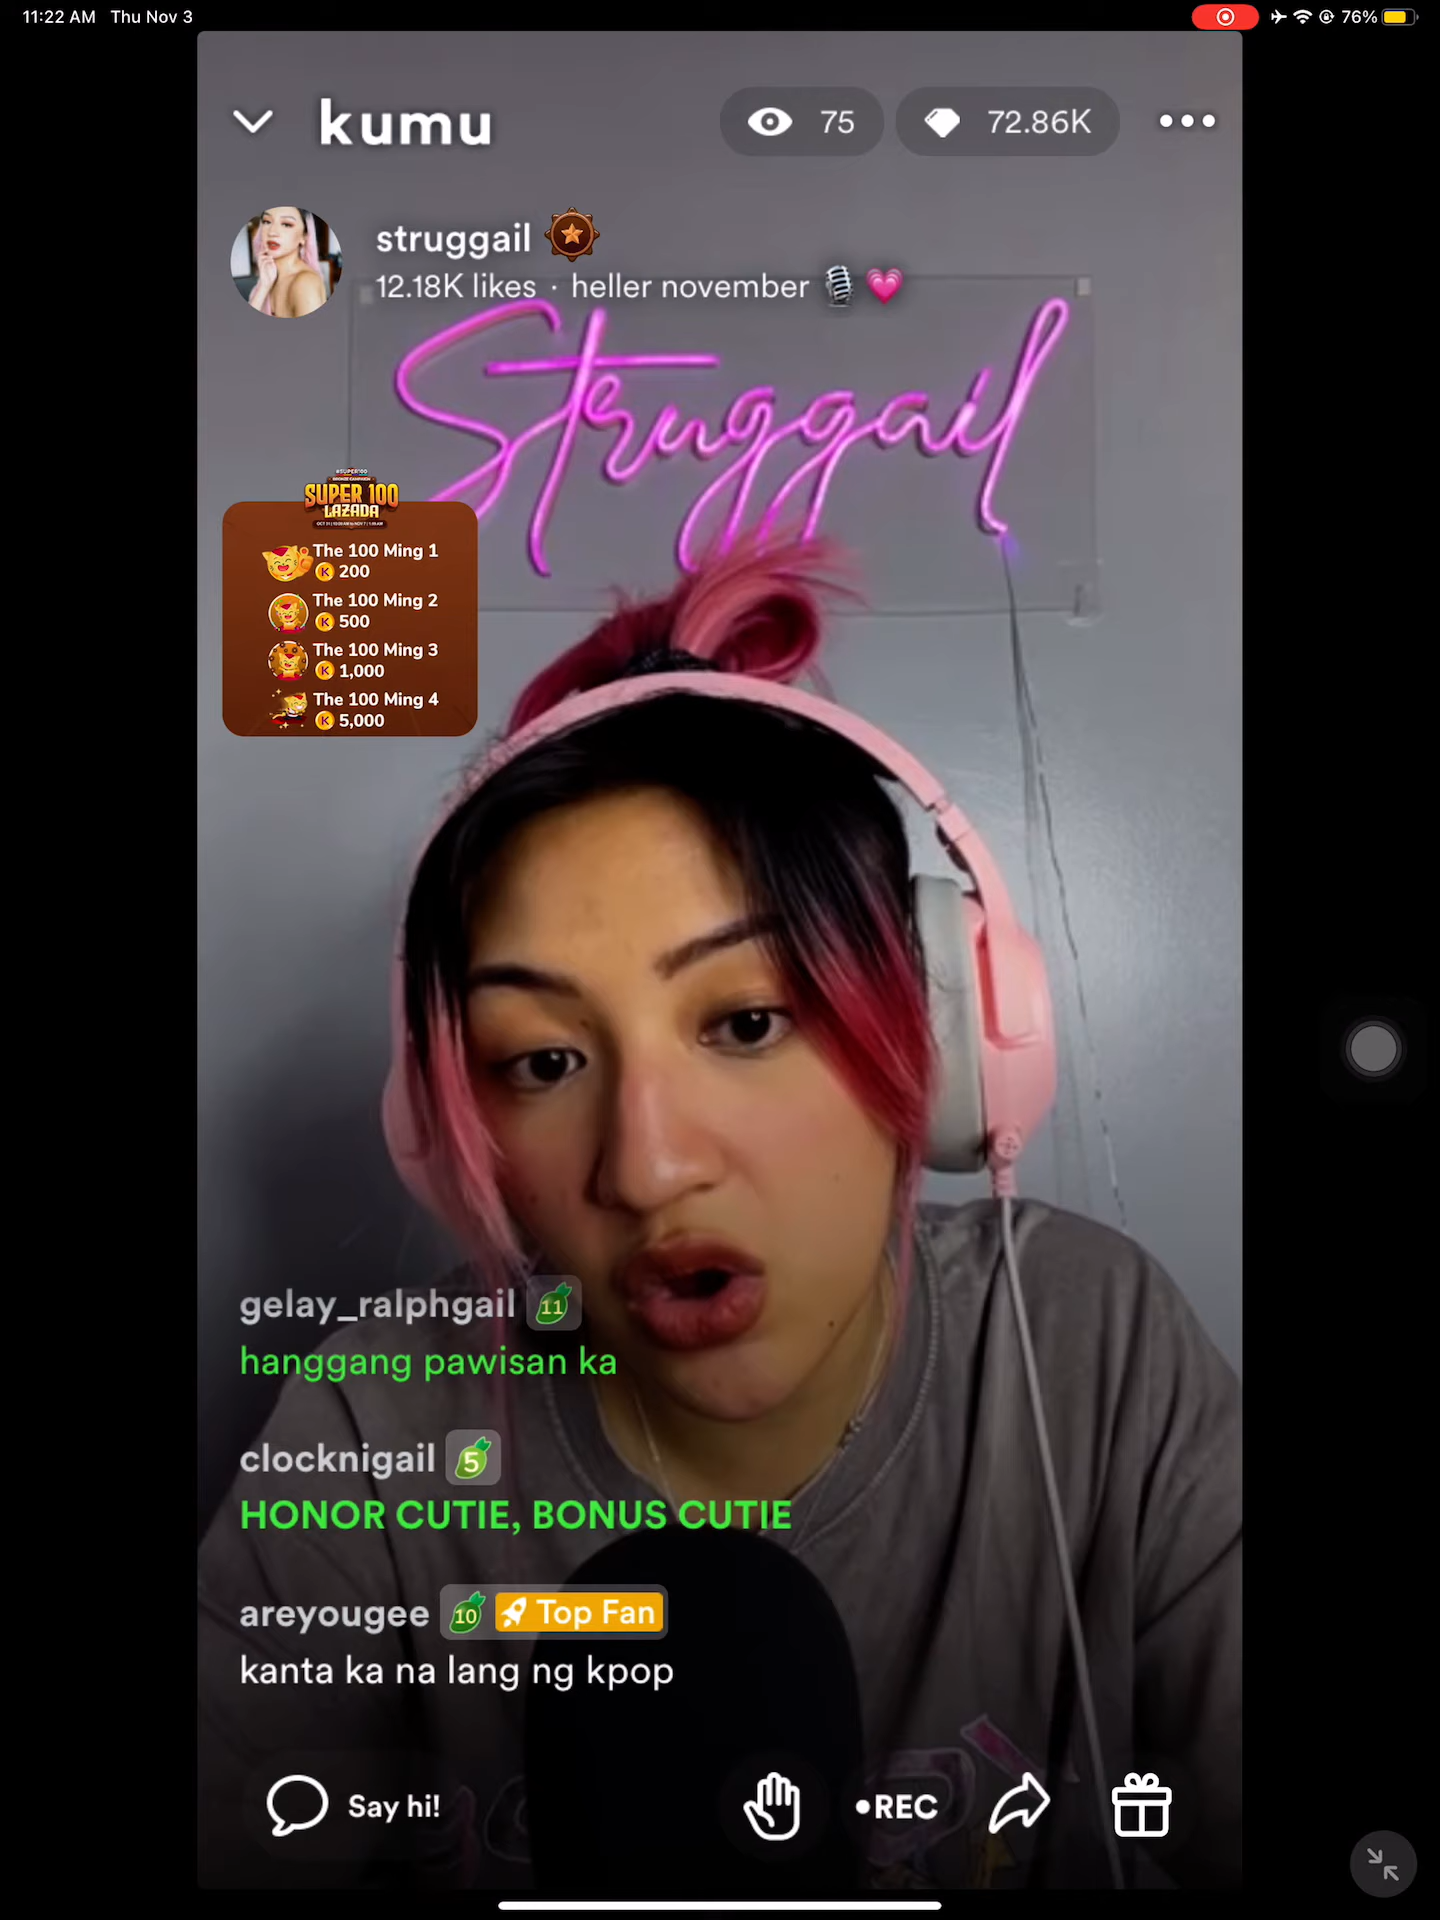 11:22 AM Thu Nov 3
76%
kumu
75
72.86K
struggail
12.18K likes · heller november 🎙️💗
Struggail
#SUPER100
BRONZE CAMPAIGN
SUPER 100
LAZADA
The 100 Ming 1
K 200
The 100 Ming 2
K 500
The 100 Ming 3
K 1,000
The 100 Ming 4
K 5,000
gelay_ralphgail 11
hanggang pawisan ka
clocknigail 5
HONOR CUTIE, BONUS CUTIE
areyougee 10 Top Fan
kanta ka na lang ng kpop
Say hi!
•REC